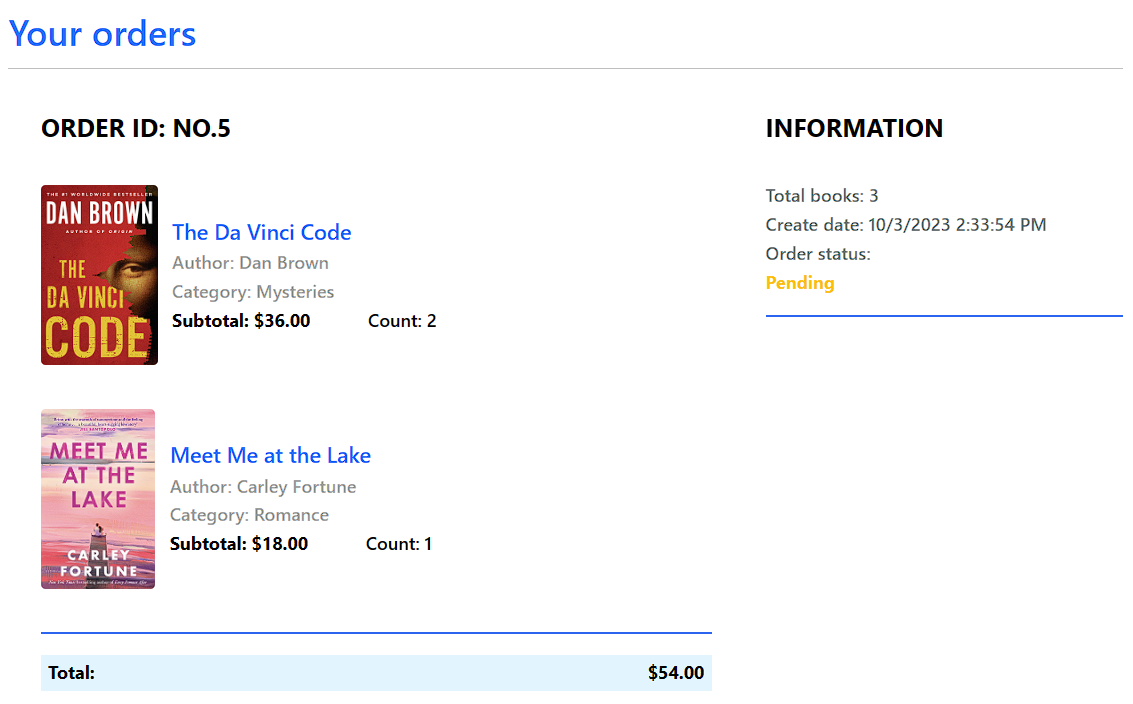 Your orders
ORDER ID: NO.5
THE #1 WORLDWIDE BESTSELLER
DAN BROWN
AUTHOR OF ORIGIN
THE
DA VINCI
CODE
The Da Vinci Code
Author: Dan Brown
Category: Mysteries
Subtotal: $36.00 Count: 2
MEET ME
AT THE
LAKE
CARLEY
FORTUNE
Meet Me at the Lake
Author: Carley Fortune
Category: Romance
Subtotal: $18.00 Count: 1
Total: $54.00
INFORMATION
Total books: 3
Create date: 10/3/2023 2:33:54 PM
Order status:
Pending